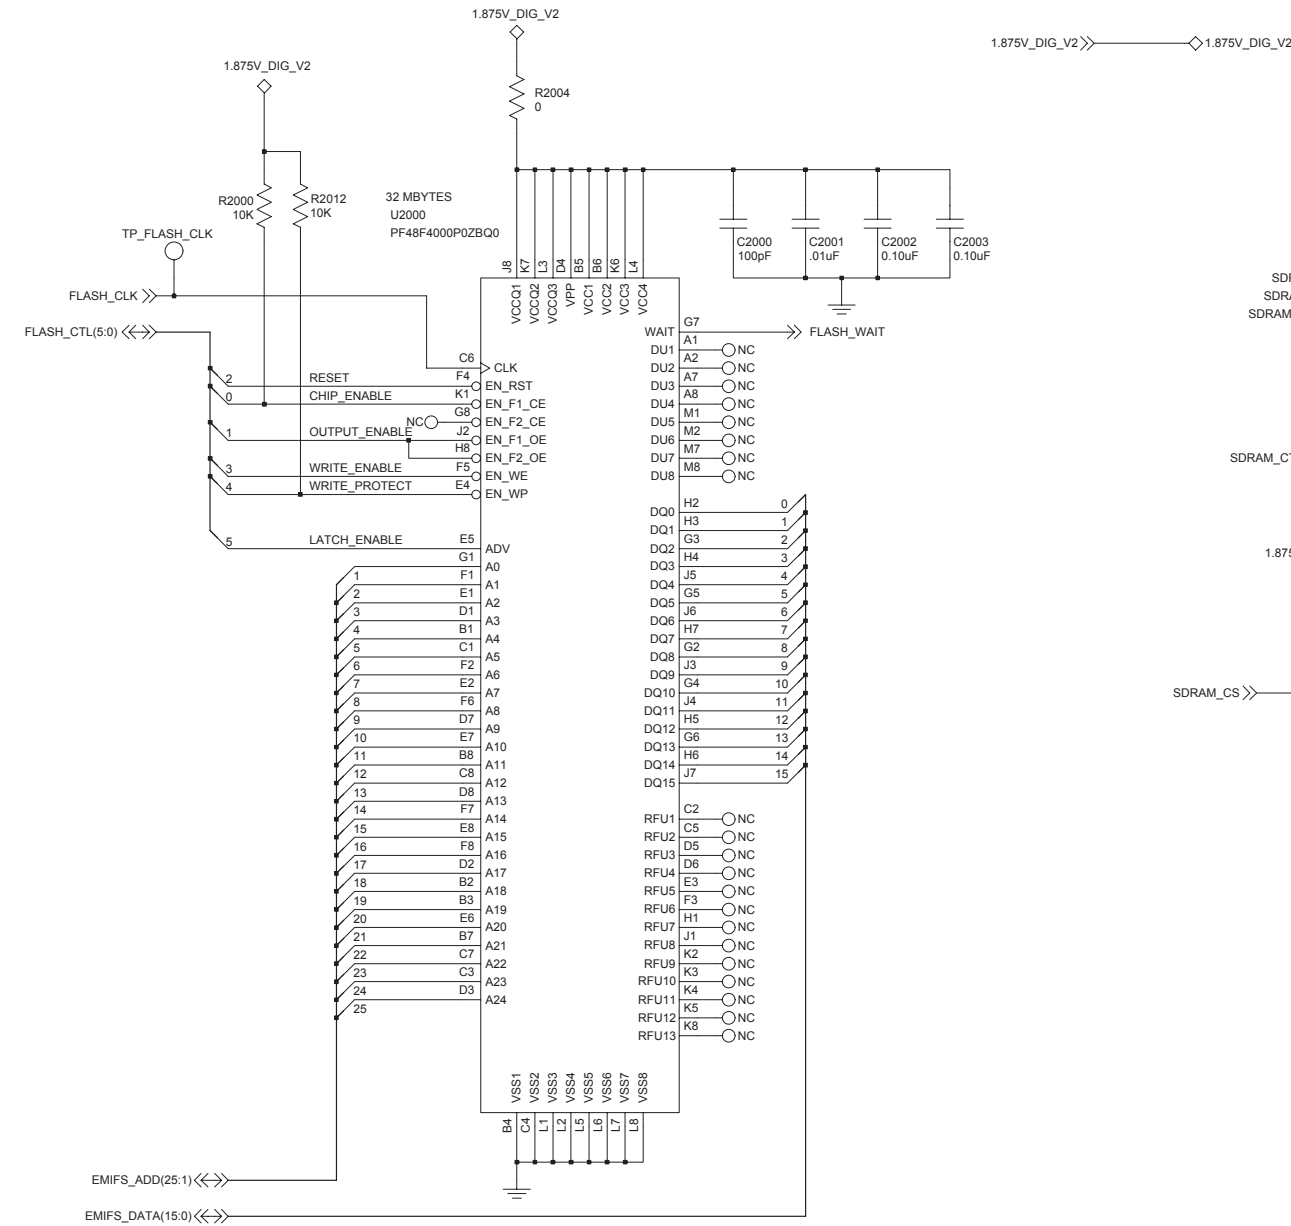 1.875V_DIG_V2
1.875V_DIG_V2
1.875V_DIG_V2
1.875V_DIG_V2
R2004
0
R2000
10K
R2012
10K
32 MBYTES
U2000
PF48F4000P0ZBQ0
TP_FLASH_CLK
FLASH_CLK
FLASH_CTL(5:0)
C2000
100pF
C2001
.01uF
C2002
0.10uF
C2003
0.10uF
J8 K7 L3 D4 B5 B6 K6 L4
VCCQ1 VCCQ2 VCCQ3 VPP VCC1 VCC2 VCC3 VCC4
C6 CLK
2 RESET F4 EN_RST
0 CHIP_ENABLE K1 EN_F1_CE
NC G8 EN_F2_CE
1 OUTPUT_ENABLE J2 EN_F1_OE
H8 EN_F2_OE
3 WRITE_ENABLE F5 EN_WE
4 WRITE_PROTECT E4 EN_WP
5 LATCH_ENABLE E5 ADV
1 G1 A0
2 F1 A1
3 E1 A2
4 D1 A3
5 B1 A4
6 C1 A5
7 F2 A6
8 E2 A7
9 F6 A8
10 D7 A9
11 E7 A10
12 B8 A11
13 C8 A12
14 D8 A13
15 F7 A14
16 E8 A15
17 F8 A16
18 D2 A17
19 B2 A18
20 B3 A19
21 E6 A20
22 B7 A21
23 C7 A22
24 C3 A23
25 D3 A24
WAIT G7 FLASH_WAIT
DU1 A1 NC
DU2 A2 NC
DU3 A7 NC
DU4 A8 NC
DU5 M1 NC
DU6 M2 NC
DU7 M7 NC
DU8 M8 NC
DQ0 H2 0
DQ1 H3 1
DQ2 G3 2
DQ3 H4 3
DQ4 J5 4
DQ5 G5 5
DQ6 J6 6
DQ7 H7 7
DQ8 G2 8
DQ9 J3 9
DQ10 G4 10
DQ11 J4 11
DQ12 H5 12
DQ13 G6 13
DQ14 H6 14
DQ15 J7 15
RFU1 C2 NC
RFU2 C5 NC
RFU3 D5 NC
RFU4 D6 NC
RFU5 E3 NC
RFU6 F3 NC
RFU7 H1 NC
RFU8 J1 NC
RFU9 K2 NC
RFU10 K3 NC
RFU11 K4 NC
RFU12 K5 NC
RFU13 K8 NC
VSS1 VSS2 VSS3 VSS4 VSS5 VSS6 VSS7 VSS8
B4 C4 L1 L2 L5 L6 L7 L8
EMIFS_ADD(25:1)
EMIFS_DATA(15:0)
SDRAM_CS